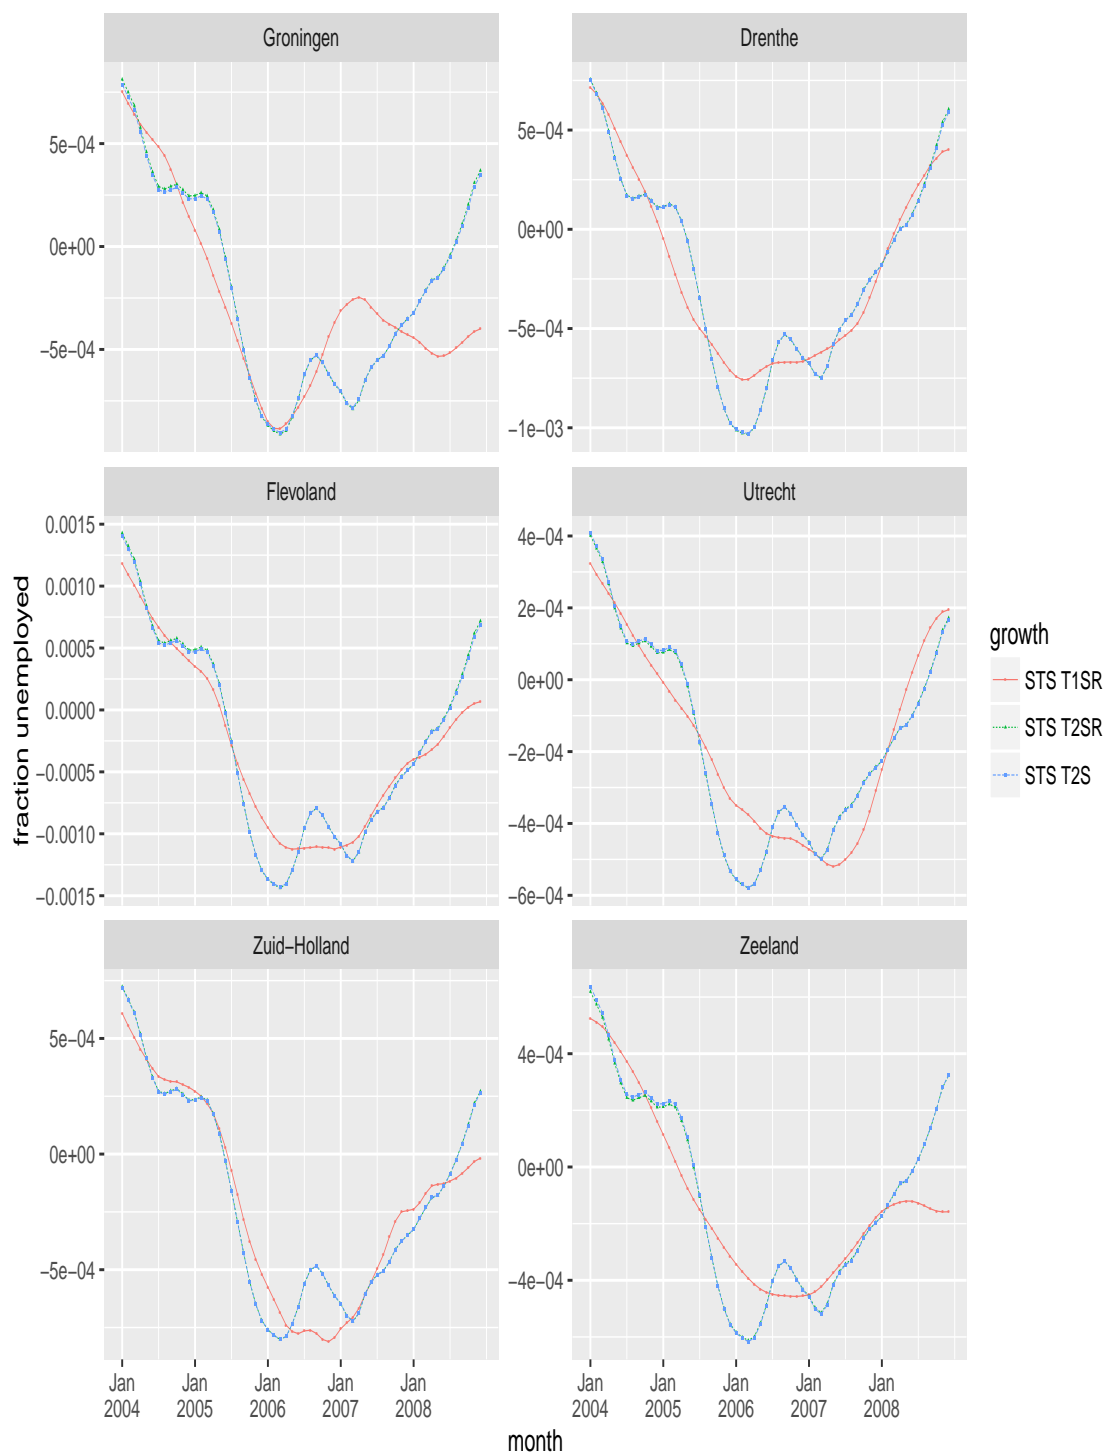 Groningen
Drenthe
5e−04
0e+00
−5e−04
5e−04
0e+00
−5e−04
−1e−03
Flevoland
Utrecht
0.0015
0.0010
0.0005
0.0000
−0.0005
−0.0010
−0.0015
4e−04
2e−04
0e+00
−2e−04
−4e−04
−6e−04
fraction unemployed
growth
STS T1SR
STS T2SR
STS T2S
Zuid−Holland
Zeeland
5e−04
0e+00
−5e−04
4e−04
0e+00
−4e−04
Jan Jan Jan Jan Jan
2004 2005 2006 2007 2008
Jan Jan Jan Jan Jan
2004 2005 2006 2007 2008
month